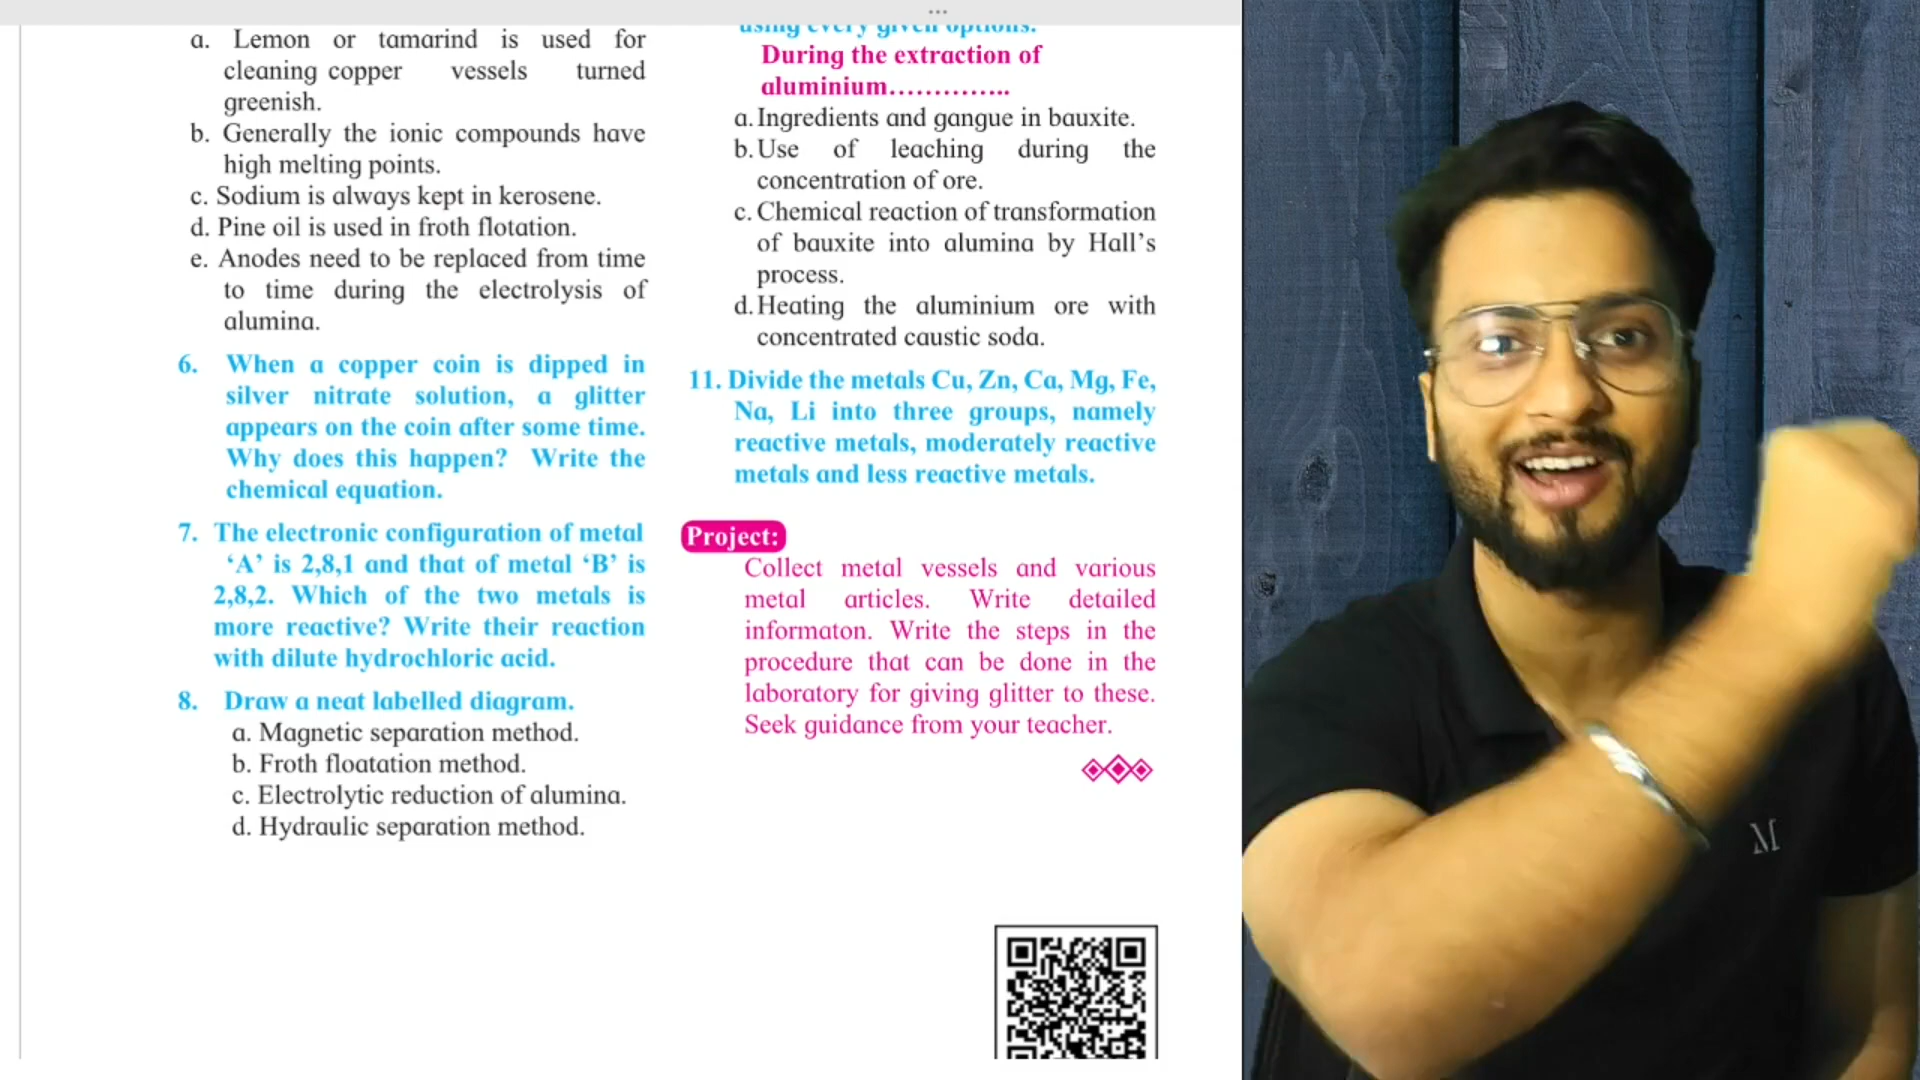 ...
a. Lemon or tamarind is used for
cleaning copper vessels turned
greenish.
b. Generally the ionic compounds have
high melting points.
c. Sodium is always kept in kerosene.
d. Pine oil is used in froth flotation.
e. Anodes need to be replaced from time
to time during the electrolysis of
alumina.
6. When a copper coin is dipped in
silver nitrate solution, a glitter
appears on the coin after some time.
Why does this happen? Write the
chemical equation.
7. The electronic configuration of metal
‘A’ is 2,8,1 and that of metal ‘B’ is
2,8,2. Which of the two metals is
more reactive? Write their reaction
with dilute hydrochloric acid.
8. Draw a neat labelled diagram.
a. Magnetic separation method.
b. Froth floatation method.
c. Electrolytic reduction of alumina.
d. Hydraulic separation method.
using every given options.
During the extraction of
aluminium…………..
a. Ingredients and gangue in bauxite.
b. Use of leaching during the
concentration of ore.
c. Chemical reaction of transformation
of bauxite into alumina by Hall’s
process.
d. Heating the aluminium ore with
concentrated caustic soda.
11. Divide the metals Cu, Zn, Ca, Mg, Fe,
Na, Li into three groups, namely
reactive metals, moderately reactive
metals and less reactive metals.
Project:
Collect metal vessels and various
metal articles. Write detailed
informaton. Write the steps in the
procedure that can be done in the
laboratory for giving glitter to these.
Seek guidance from your teacher.
M